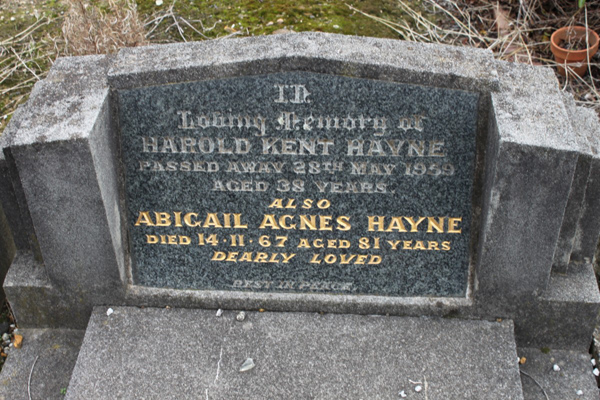 In
Loving Memory of
HAROLD KENT HAYNE
PASSED AWAY 28TH MAY 1959
AGED 38 YEARS.
ALSO
ABIGAIL AGNES HAYNE
DIED 14·11·67 AGED 81 YEARS
DEARLY LOVED
REST IN PEACE.